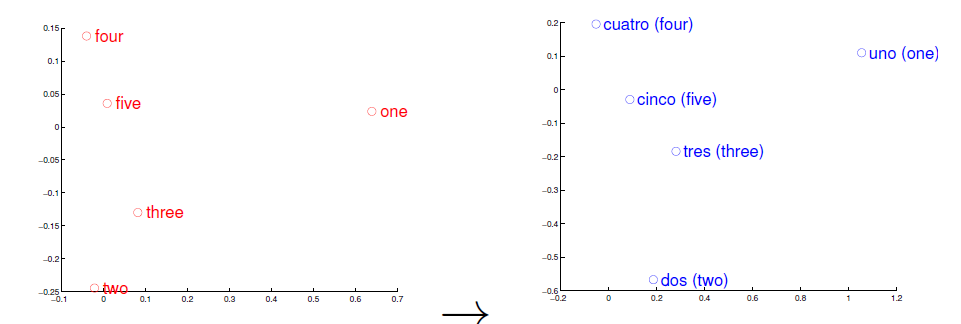 0.15
four
0.1
0.05
five
one
0
−0.05
−0.1
three
−0.15
−0.2
−0.25
two
−0.1 0 0.1 0.2 0.3 0.4 0.5 0.6 0.7
→
0.2
cuatro (four)
0.1
uno (one)
0
cinco (five)
−0.1
tres (three)
−0.2
−0.3
−0.4
−0.5
dos (two)
−0.6
−0.2 0 0.2 0.4 0.6 0.8 1 1.2